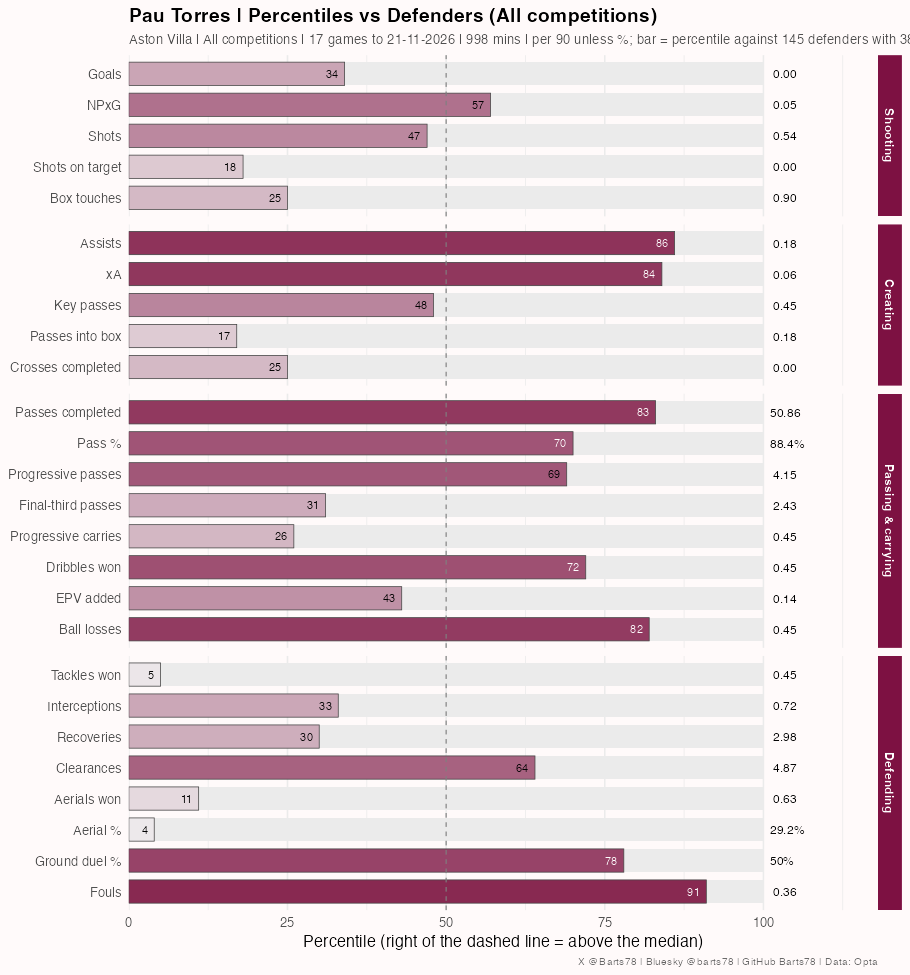 Pau Torres | Percentiles vs Defenders (All competitions)
Aston Villa | All competitions | 17 games to 21-11-2026 | 998 mins | per 90 unless %; bar = percentile against 145 defenders with 38
Goals 34 0.00
NPxG 57 0.05
Shots 47 0.54
Shots on target 18 0.00
Box touches 25 0.90
Shooting
Assists 86 0.18
xA 84 0.06
Key passes 48 0.45
Passes into box 17 0.18
Crosses completed 25 0.00
Creating
Passes completed 83 50.86
Pass % 70 88.4%
Progressive passes 69 4.15
Final-third passes 31 2.43
Progressive carries 26 0.45
Dribbles won 72 0.45
EPV added 43 0.14
Ball losses 82 0.45
Passing & carrying
Tackles won 5 0.45
Interceptions 33 0.72
Recoveries 30 2.98
Clearances 64 4.87
Aerials won 11 0.63
Aerial % 4 29.2%
Ground duel % 78 50%
Fouls 91 0.36
Defending
0 25 50 75 100
Percentile (right of the dashed line = above the median)
X @Barts78 | Bluesky @barts78 | GitHub Barts78 | Data: Opta